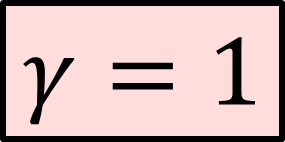 γ = 1